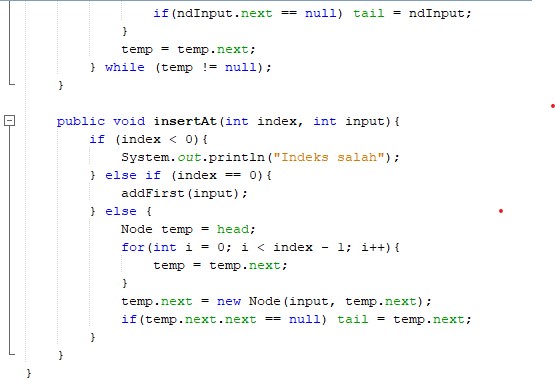 if(ndInput.next == null) tail = ndInput;
}
temp = temp.next;
} while (temp != null);
}
public void insertAt(int index, int input){
if (index < 0){
System.out.println("Indeks salah");
} else if (index == 0){
addFirst(input);
} else {
Node temp = head;
for(int i = 0; i < index - 1; i++){
temp = temp.next;
}
temp.next = new Node(input, temp.next);
if(temp.next.next == null) tail = temp.next;
}
}
}